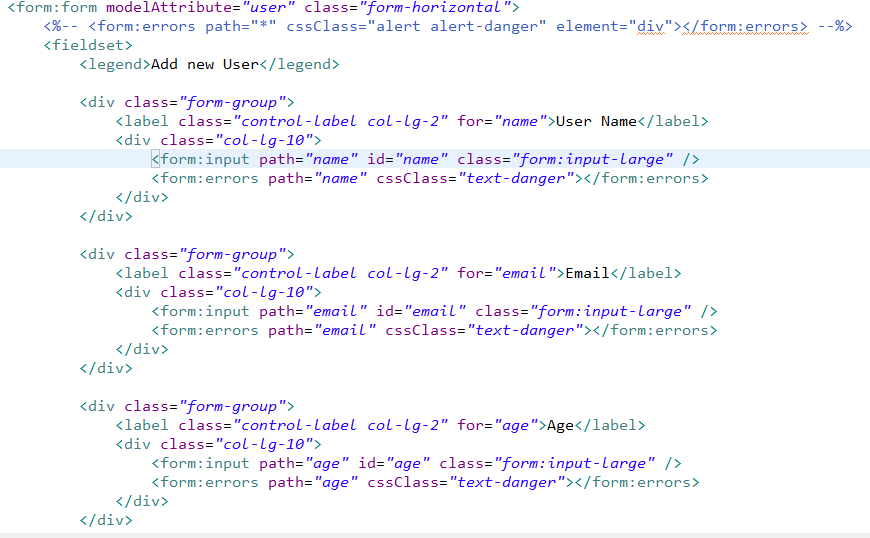 <form:form modelAttribute="user" class="form-horizontal">
    <%-- <form:errors path="*" cssClass="alert alert-danger" element="div"></form:errors> --%>
    <fieldset>
        <legend>Add new User</legend>

        <div class="form-group">
            <label class="control-label col-lg-2" for="name">User Name</label>
            <div class="col-lg-10">
                <form:input path="name" id="name" class="form:input-large" />
                <form:errors path="name" cssClass="text-danger"></form:errors>
            </div>
        </div>

        <div class="form-group">
            <label class="control-label col-lg-2" for="email">Email</label>
            <div class="col-lg-10">
                <form:input path="email" id="email" class="form:input-large" />
                <form:errors path="email" cssClass="text-danger"></form:errors>
            </div>
        </div>

        <div class="form-group">
            <label class="control-label col-lg-2" for="age">Age</label>
            <div class="col-lg-10">
                <form:input path="age" id="age" class="form:input-large" />
                <form:errors path="age" cssClass="text-danger"></form:errors>
            </div>
        </div>